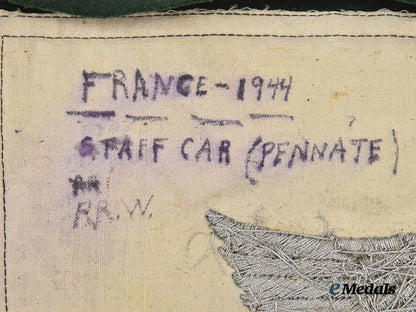 FRANCE-1944
STAFF CAR (PENNATE)
RR.W.
eMedals